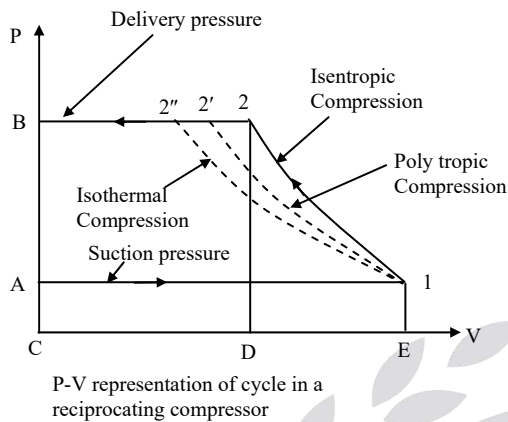 Delivery pressure
P
2″ 2′ 2
Isentropic
Compression
B
Poly tropic
Compression
Isothermal
Compression
Suction pressure
A
1
C
D
E
V
P-V representation of cycle in a
reciprocating compressor